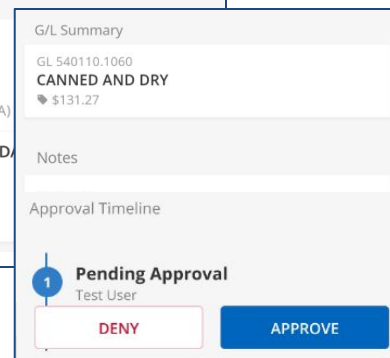 G/L Summary
GL 540110.1060
CANNED AND DRY
$131.27
A)
Notes
Approval Timeline
1
Pending Approval
Test User
DENY
APPROVE